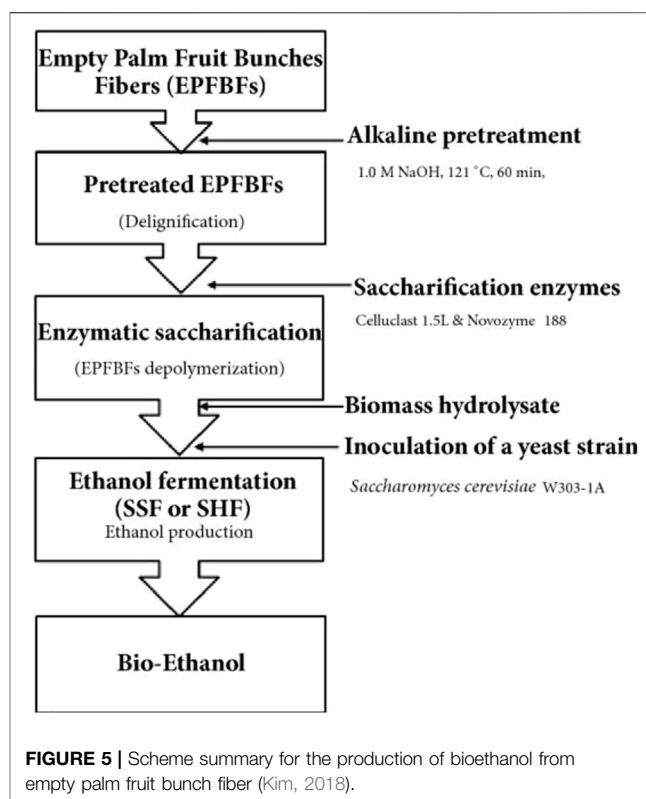 Empty Palm Fruit Bunches
Fibers (EPFBFs)
Alkaline pretreatment
1.0 M NaOH, 121 °C, 60 min,
Pretreated EPFBFs
(Delignification)
Saccharification enzymes
Celluclast 1.5L & Novozyme 188
Enzymatic saccharification
(EPFBFs depolymerization)
Biomass hydrolysate
Inoculation of a yeast strain
Saccharomyces cerevisiae W303-1A
Ethanol fermentation
(SSF or SHF)
Ethanol production
Bio-Ethanol
FIGURE 5 | Scheme summary for the production of bioethanol from
empty palm fruit bunch fiber (Kim, 2018).